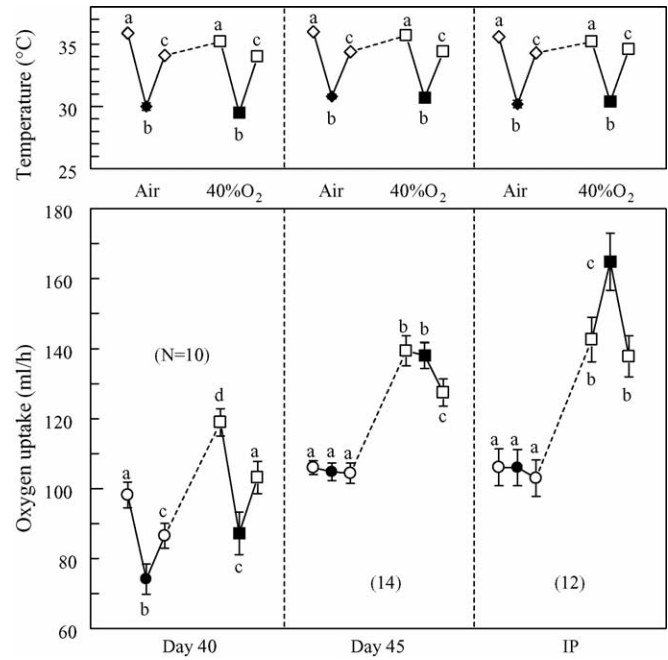 a a a a a a
35 c c c c c c
30
b b b b b b
25
Temperature (°C)
Air 40%O2 Air 40%O2 Air 40%O2
180
160 c
(N=10) b b
140
d b b
120 c
a a a a a a a a
100
c
80 c
b (14) (12)
60
Oxygen uptake (ml/h)
Day 40 Day 45 IP